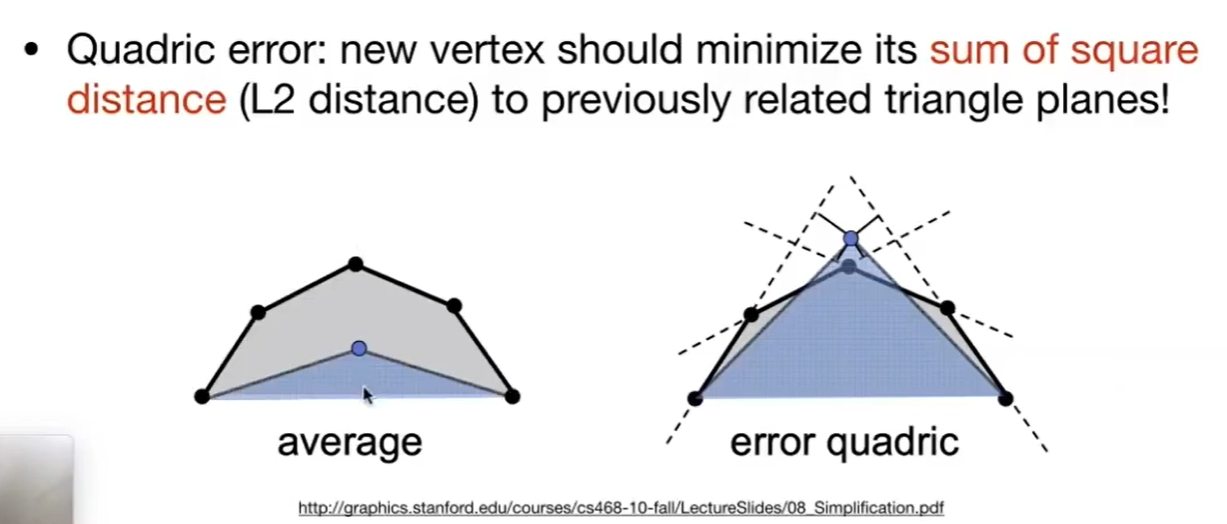 • Quadric error: new vertex should minimize its sum of square
distance (L2 distance) to previously related triangle planes!
average
error quadric
http://graphics.stanford.edu/courses/cs468-10-fall/LectureSlides/08_Simplification.pdf